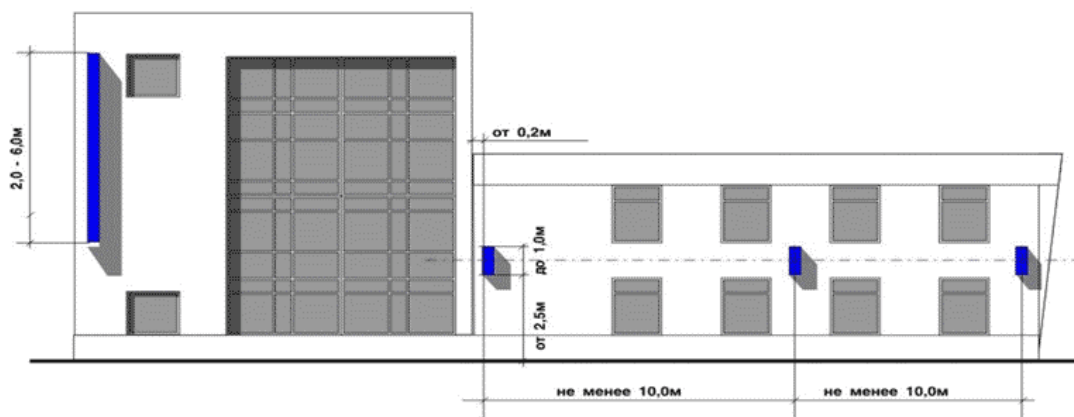 2,0 - 6,0м
от 0,2м
до 1,0м
от 2,5м
не менее 10,0м
не менее 10,0м